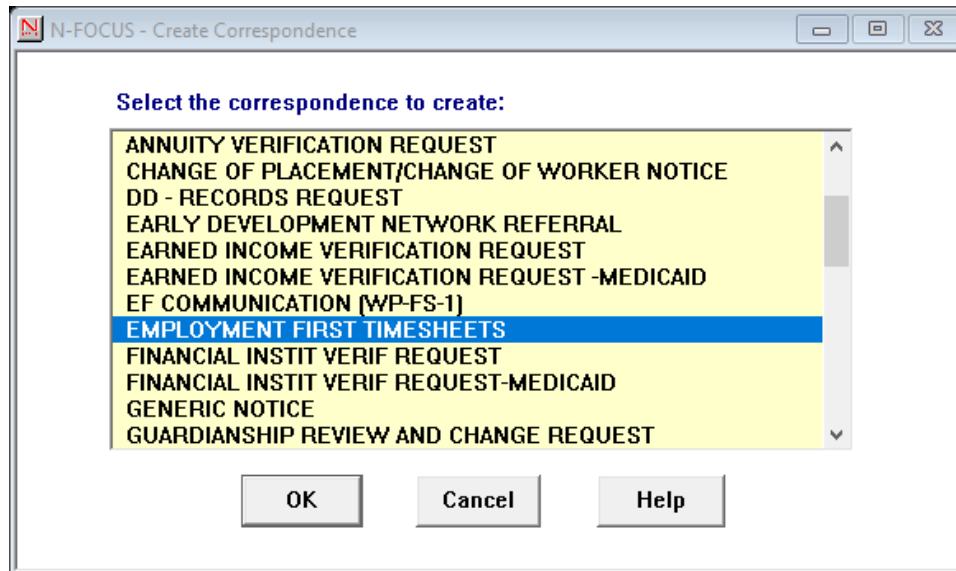 N-FOCUS - Create Correspondence
Select the correspondence to create:
ANNUITY VERIFICATION REQUEST
CHANGE OF PLACEMENT/CHANGE OF WORKER NOTICE
DD - RECORDS REQUEST
EARLY DEVELOPMENT NETWORK REFERRAL
EARNED INCOME VERIFICATION REQUEST
EARNED INCOME VERIFICATION REQUEST -MEDICAID
EF COMMUNICATION (WP-FS-1)
EMPLOYMENT FIRST TIMESHEETS
FINANCIAL INSTIT VERIF REQUEST
FINANCIAL INSTIT VERIF REQUEST-MEDICAID
GENERIC NOTICE
GUARDIANSHIP REVIEW AND CHANGE REQUEST
OK Cancel Help